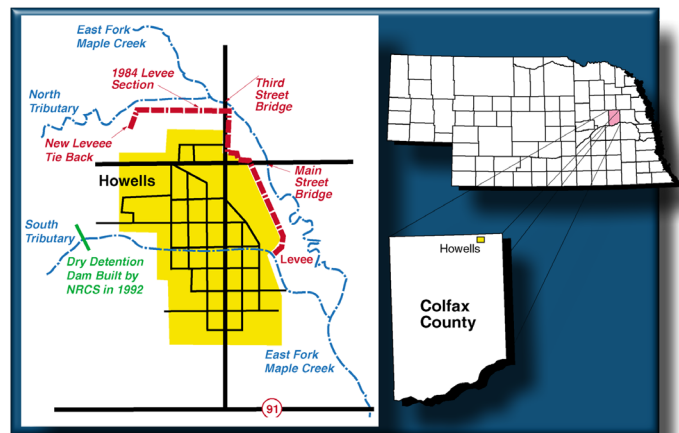 East Fork
Maple Creek
1984 Levee
Section
Third
Street
Bridge
North
Tributary
New Leveee
Tie Back
Howells
Main
Street
Bridge
South
Tributary
Levee
Dry Detention
Dam Built by
NRCS in 1992
East Fork
Maple Creek
91
Howells
Colfax
County